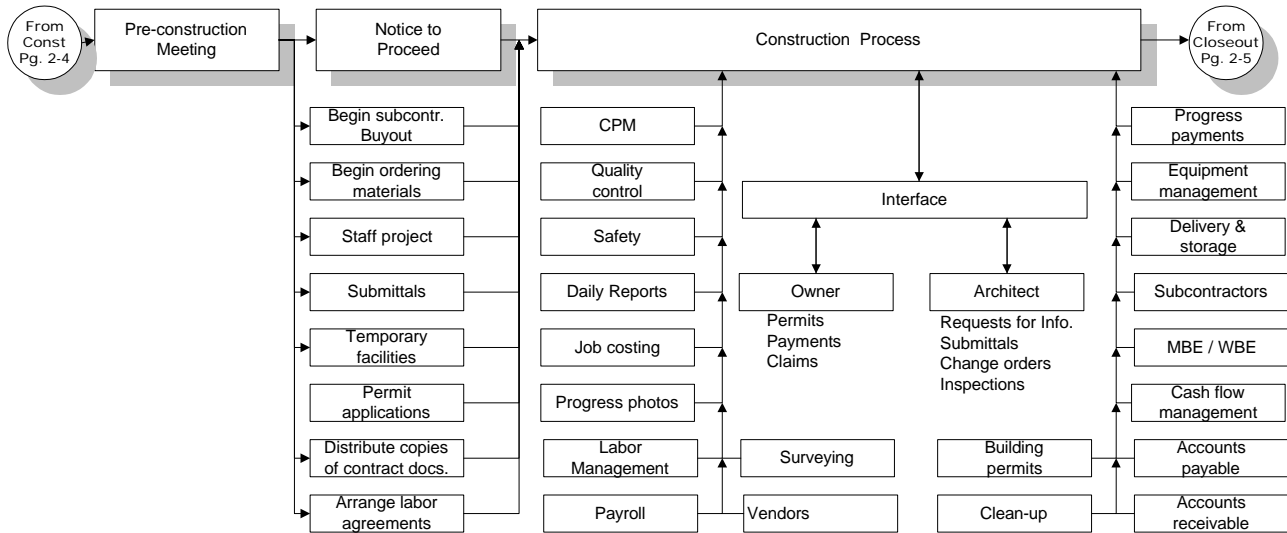 From
Const
Pg. 2-4
Pre-construction
Meeting
Notice to
Proceed
Construction Process
From
Closeout
Pg. 2-5
Begin subcontr.
Buyout
Begin ordering
materials
Staff project
Submittals
Temporary
facilities
Permit
applications
Distribute copies
of contract docs.
Arrange labor
agreements
CPM
Quality
control
Safety
Daily Reports
Job costing
Progress photos
Labor
Management
Payroll
Surveying
Vendors
Interface
Owner
Permits
Payments
Claims
Architect
Requests for Info.
Submittals
Change orders
Inspections
Building
permits
Clean-up
Progress
payments
Equipment
management
Delivery &
storage
Subcontractors
MBE / WBE
Cash flow
management
Accounts
payable
Accounts
receivable